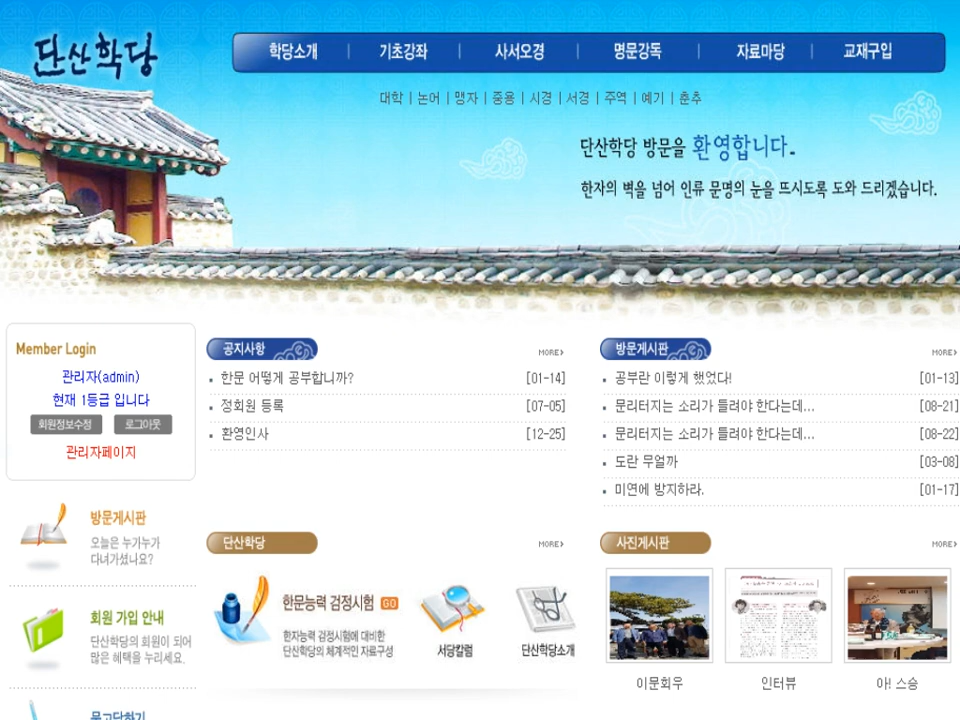 단산학당
학당소개 | 기초강좌 | 사서오경 | 명문강독 | 자료마당 | 교재구입
대학 | 논어 | 맹자 | 중용 | 시경 | 서경 | 주역 | 예기 | 춘추
단산학당 방문을 환영합니다.
한자의 벽을 넘어 인류 문명의 눈을 뜨시도록 도와 드리겠습니다.
Member Login
관리자(admin)
현재 1등급 입니다
회원정보수정 로그아웃
관리자페이지
방문게시판
오늘은 누가누가
다녀가셨나요?
회원 가입 안내
단산학당의 회원이 되어
많은 혜택을 누리세요.
묻고답하기
공지사항 MORE>
한문 어떻게 공부합니까? [01-14]
정회원 등록 [07-05]
환영인사 [12-25]
방문게시판 MORE>
공부란 이렇게 했었다! [01-13]
문리터지는 소리가 들려야 한다는데... [08-21]
문리터지는 소리가 들려야 한다는데... [08-22]
도란 무얼까 [03-08]
미연에 방지하라. [01-17]
단산학당 MORE>
한문능력 검정시험 GO
한자능력 검정시험에 대비한
단산학당의 체계적인 자료구성
서당칼럼
단산학당소개
사진게시판 MORE>
이문회우
인터뷰
아! 스승